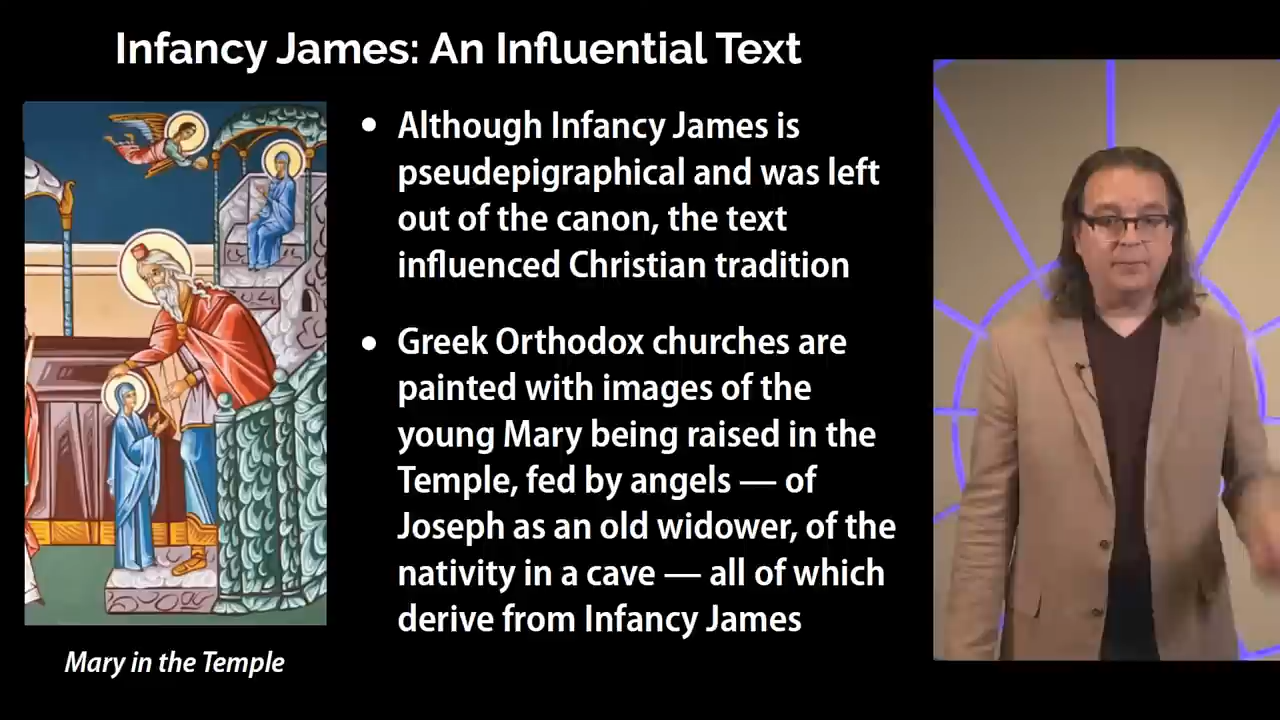 Infancy James: An Influential Text
• Although Infancy James is
pseudepigraphical and was left
out of the canon, the text
influenced Christian tradition
• Greek Orthodox churches are
painted with images of the
young Mary being raised in the
Temple, fed by angels — of
Joseph as an old widower, of the
nativity in a cave — all of which
derive from Infancy James
Mary in the Temple